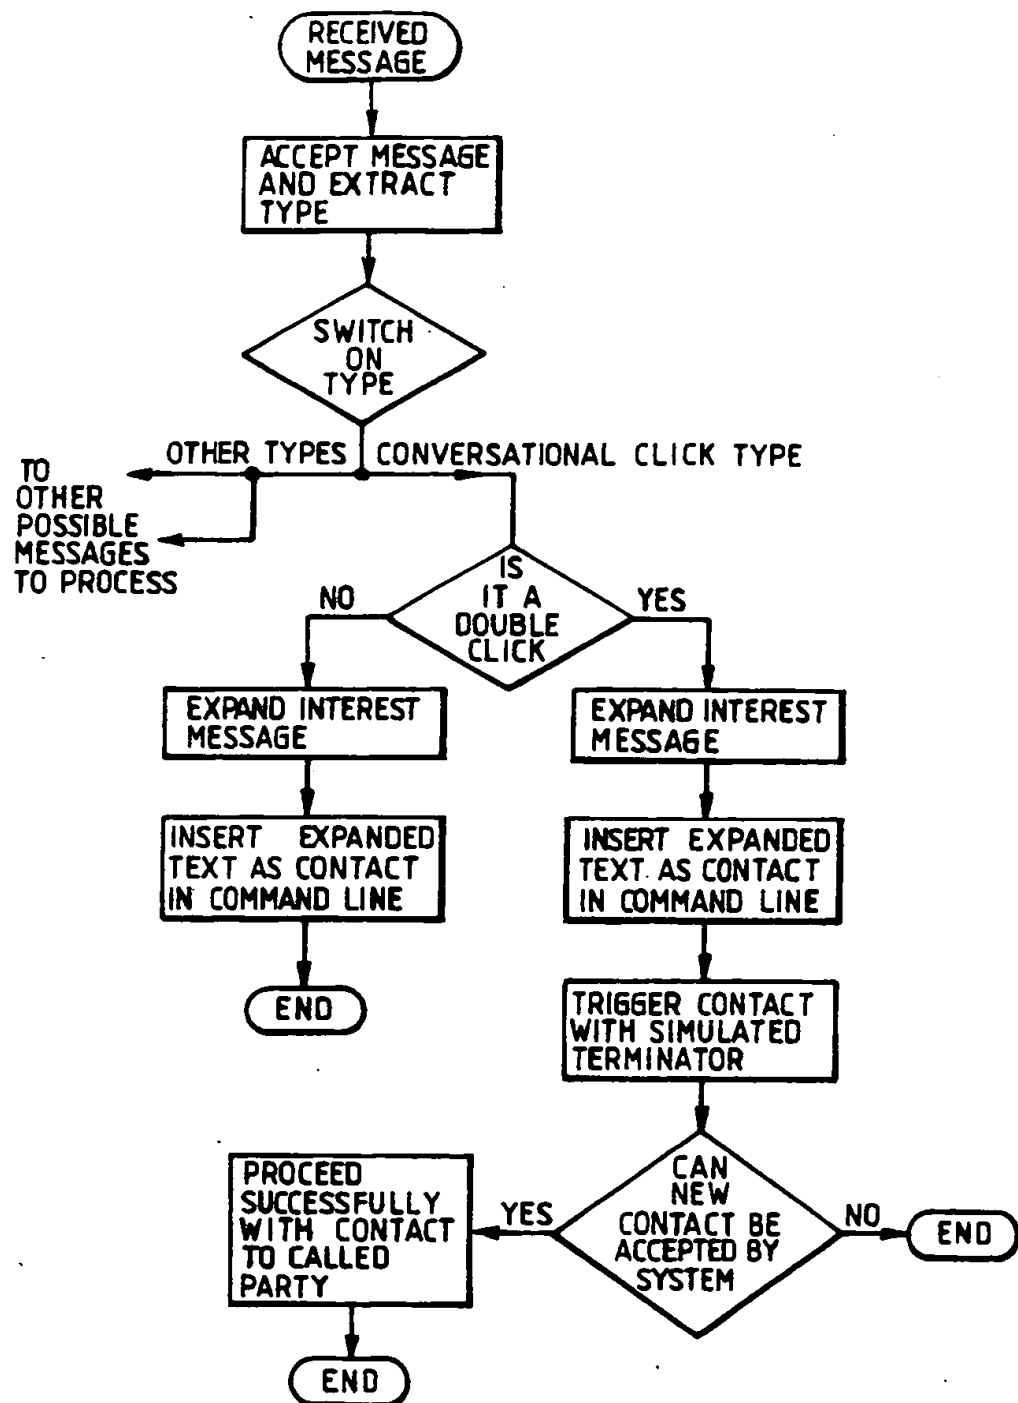 RECEIVED
MESSAGE
ACCEPT MESSAGE
AND EXTRACT
TYPE
SWITCH
ON
TYPE
OTHER TYPES
CONVERSATIONAL CLICK TYPE
TO
OTHER
POSSIBLE
MESSAGES
TO PROCESS
IS
IT A
DOUBLE
CLICK
NO
YES
EXPAND INTEREST
MESSAGE
EXPAND INTEREST
MESSAGE
INSERT EXPANDED
TEXT AS CONTACT
IN COMMAND LINE
INSERT EXPANDED
TEXT AS CONTACT
IN COMMAND LINE
END
TRIGGER CONTACT
WITH SIMULATED
TERMINATOR
CAN
NEW
CONTACT BE
ACCEPTED BY
SYSTEM
YES
NO
PROCEED
SUCCESSFULLY
WITH CONTACT
TO CALLED
PARTY
END
END